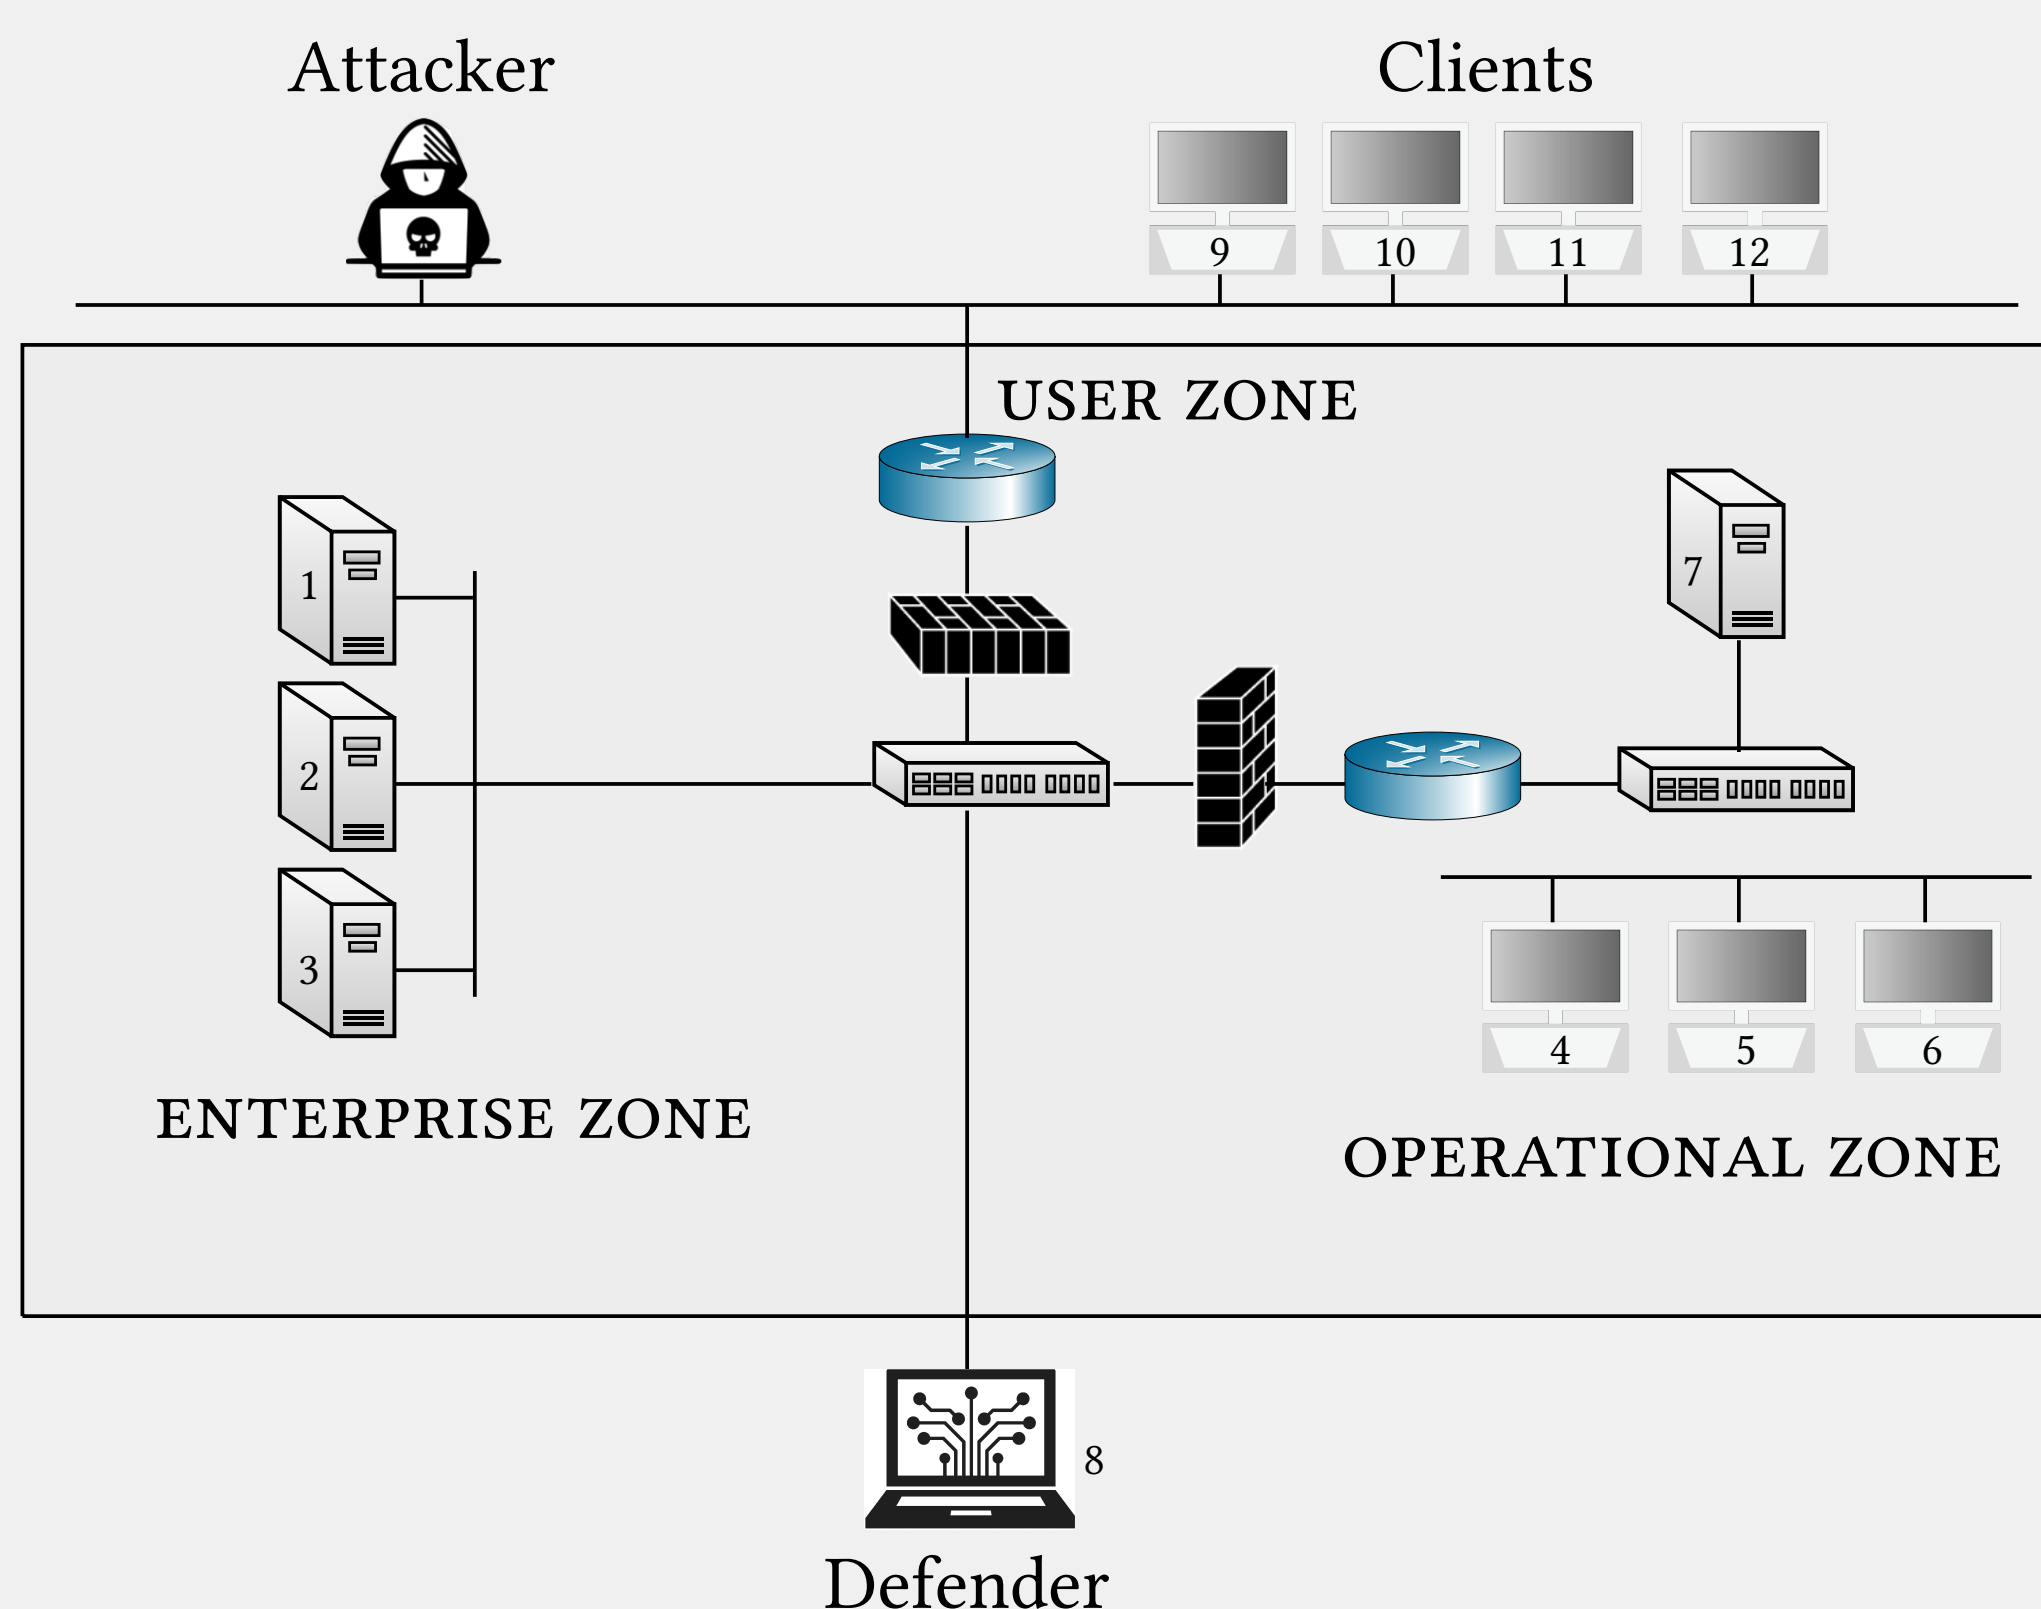 Attacker
Clients
9
10
11
12
USER ZONE
1
7
2
3
4
5
6
ENTERPRISE ZONE
OPERATIONAL ZONE
8
Defender